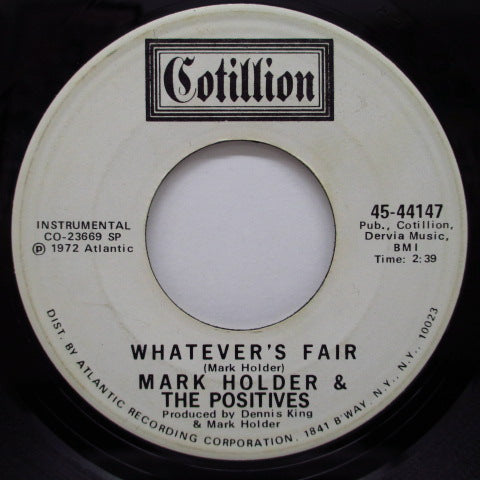 Cotillion
INSTRUMENTAL
CO-23669 SP
℗ 1972 Atlantic
45-44147
Pub., Cotillion,
Dervia Music,
BMI
Time: 2:39
WHATEVER'S FAIR
(Mark Holder)
MARK HOLDER &
THE POSITIVES
Produced by Dennis King
& Mark Holder
DIST. BY ATLANTIC RECORDING CORPORATION, 1841 B'WAY, N.Y., N.Y. 10023